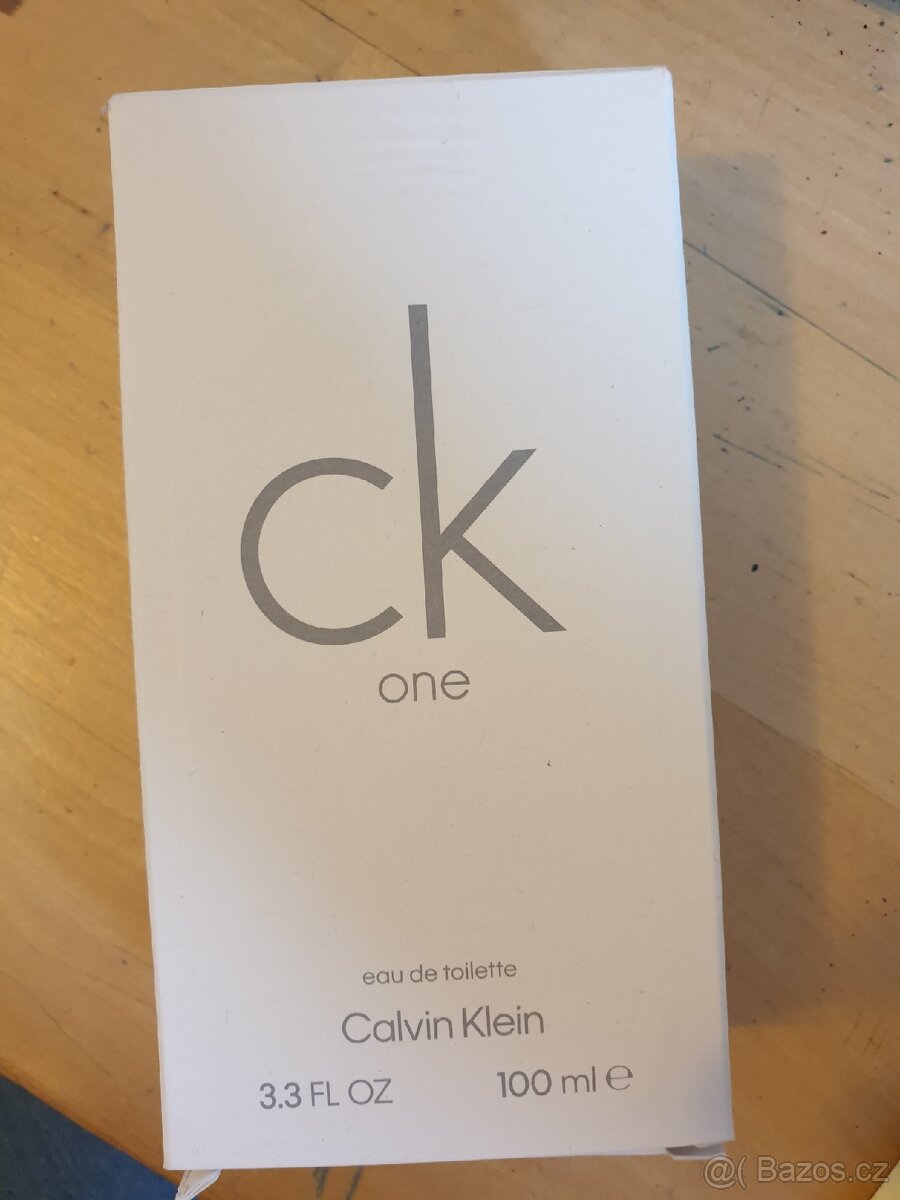 ck
one
eau de toilette
Calvin Klein
3.3 FL OZ 100 ml ℮
@( Bazos.cz